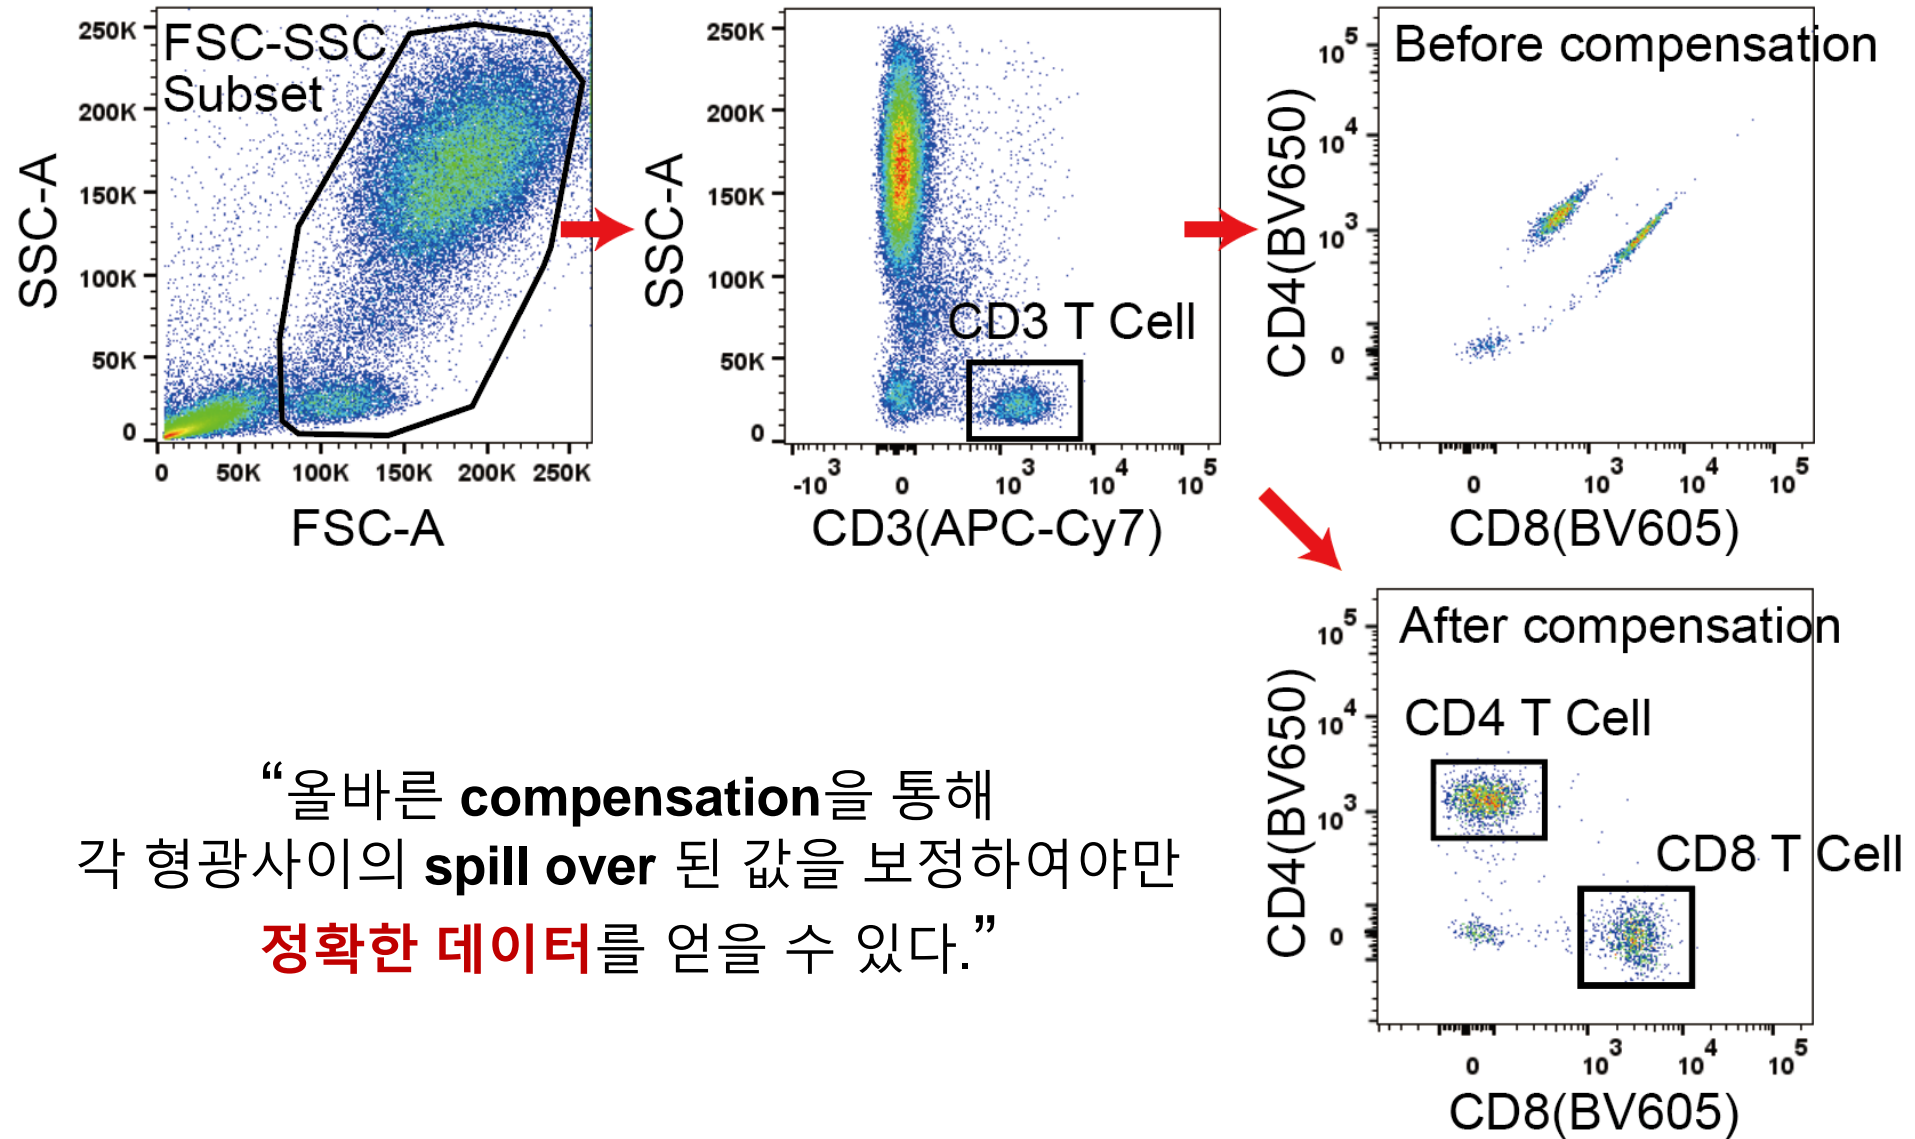 FSC-SSC
Subset
250K
200K
150K
100K
50K
0
SSC-A
0 50K 100K 150K 200K 250K
FSC-A
250K
200K
150K
100K
50K
0
SSC-A
CD3 T Cell
-10^3 0 10^3 10^4 10^5
CD3(APC-Cy7)
Before compensation
10^5
10^4
10^3
0
CD4(BV650)
0 10^3 10^4 10^5
CD8(BV605)
After compensation
10^5
10^4
10^3
0
CD4(BV650)
CD4 T Cell
CD8 T Cell
0 10^3 10^4 10^5
CD8(BV605)
“올바른 compensation을 통해
각 형광사이의 spill over 된 값을 보정하여야만
정확한 데이터를 얻을 수 있다.”